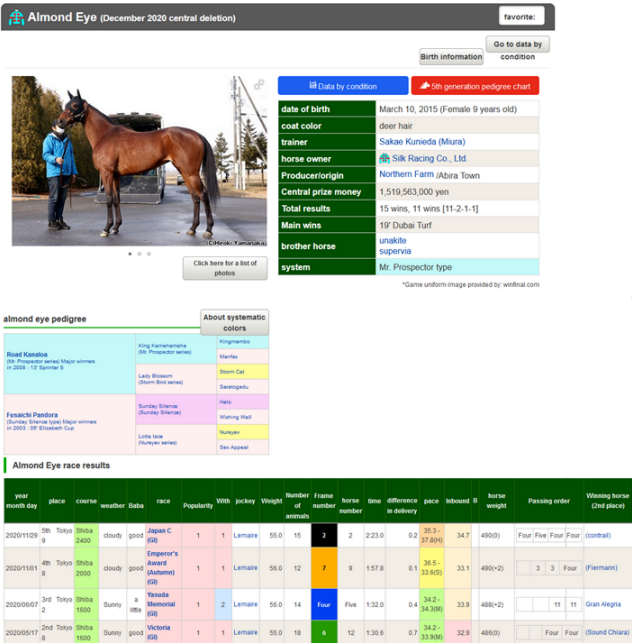 Almond Eye (December 2020 central deletion)
favorite:
Go to data by condition
Birth information
Data by condition
5th generation pedigree chart
date of birth March 10, 2015 (Female 9 years old)
coat color deer hair
trainer Sakae Kunieda (Miura)
horse owner Silk Racing Co., Ltd.
Producer/origin Northern Farm /Abira Town
Central prize money 1,519,563,000 yen
Total results 15 wins, 11 wins [11-2-1-1]
Main wins 19' Dubai Turf
brother horse unakite
supervia
system Mr. Prospector type
(C)Hiroki Yamanaka
Click here for a list of
photos
*Game uniform image provided by: winfinal.com
almond eye pedigree
About systematic
colors
Road Kanaloa
(Mr. Prospector series) Major winners
in 2008 : 13' Sprinter S
King Kamehameha
(Mr. Prospector series)
Kingmambo
Manfas
Lady Blossom
(Storm Bird series)
Storm Cat
Saratogadu
Fusaichi Pandora
(Sunday Silence type) Major winners
in 2003 : 06' Elizabeth Cup
Sunday Silence
(Sunday Silence)
Halo
Wishing Well
Lotta lace
(Nureyev series)
Nureyev
Sex Appeal
Almond Eye race results
year month day place course weather Baba race Popularity With jockey Weight Number of animals Frame number horse number time difference in delivery pace Inbound B horse weight Passing order Winning horse (2nd place)
2020/11/29 5th Tokyo 9 Shiba 2400 cloudy good Japan C (GI) 1 1 Lemaire 55.0 15 2 2 2:23.0 0.2 35.3-37.8(H) 34.7 490(0) Four Five Four Four (contrail)
2020/11/01 4th Tokyo 8 Shiba 2000 cloudy good Emperor's Award (Autumn) (GI) 1 1 Lemaire 56.0 12 7 9 1:57.8 0.1 36.5-33.6(S) 33.1 490(+2) 3 3 Four (Fiermann)
2020/06/07 3rd Tokyo 2 Shiba 1600 Sunny a little Yasuda Memorial (GI) 1 2 Lemaire 56.0 14 Four Five 1:32.0 0.4 34.2-34.3(M) 33.9 488(+2) 11 11 Gran Alegria
2020/05/17 2nd Tokyo 8 Shiba 1600 Sunny good Victoria (GI) 1 1 Lemaire 55.0 18 6 12 1:30.6 0.7 34.2-33.9(M) 32.9 486(0) Four Four (Sound Chiara)